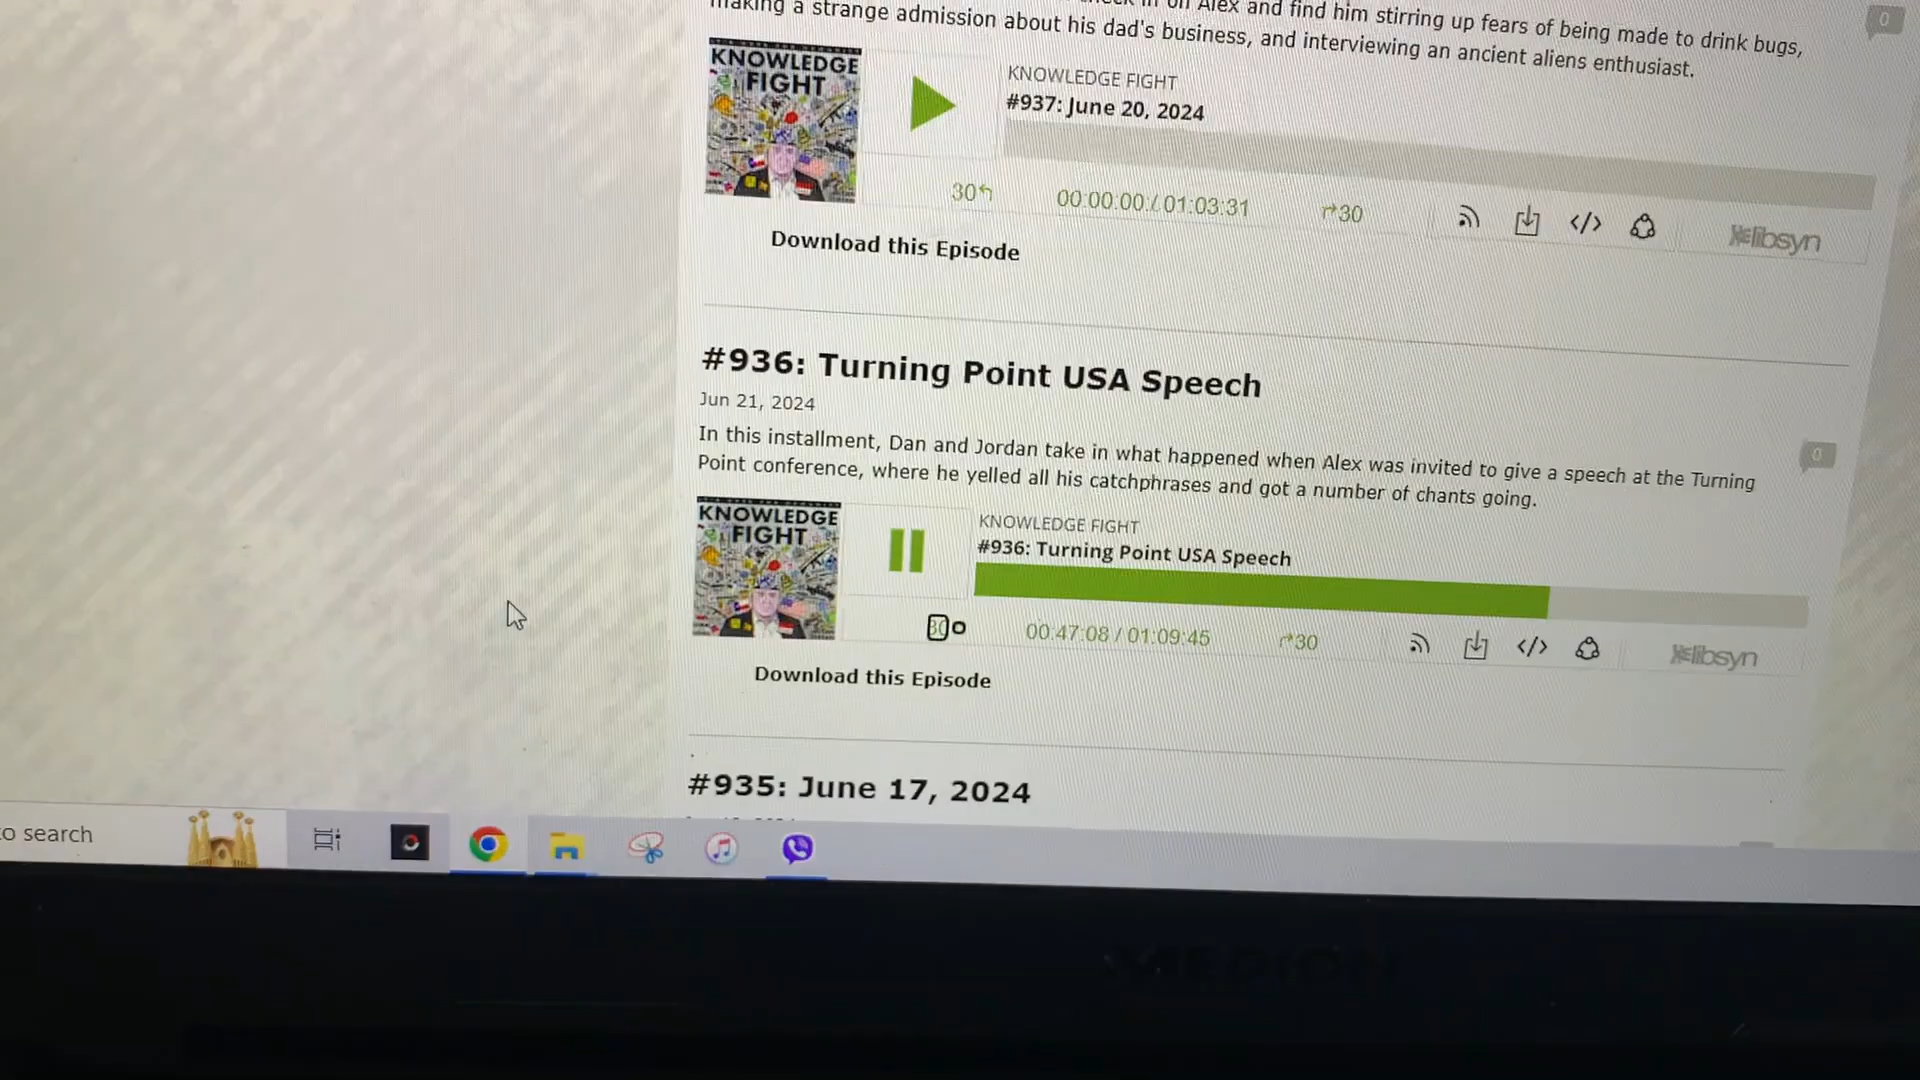 on Alex and find him stirring up fears of being made to drink bugs,
making a strange admission about his dad's business, and interviewing an ancient aliens enthusiast.
0
KNOWLEDGE
FIGHT
KNOWLEDGE FIGHT
#937: June 20, 2024
30
00:00:00 / 01:03:31
30
libsyn
Download this Episode
#936: Turning Point USA Speech
Jun 21, 2024
In this installment, Dan and Jordan take in what happened when Alex was invited to give a speech at the Turning
Point conference, where he yelled all his catchphrases and got a number of chants going.
0
KNOWLEDGE
FIGHT
KNOWLEDGE FIGHT
#936: Turning Point USA Speech
30
00:47:08 / 01:09:45
30
libsyn
Download this Episode
#935: June 17, 2024
to search
MEDION